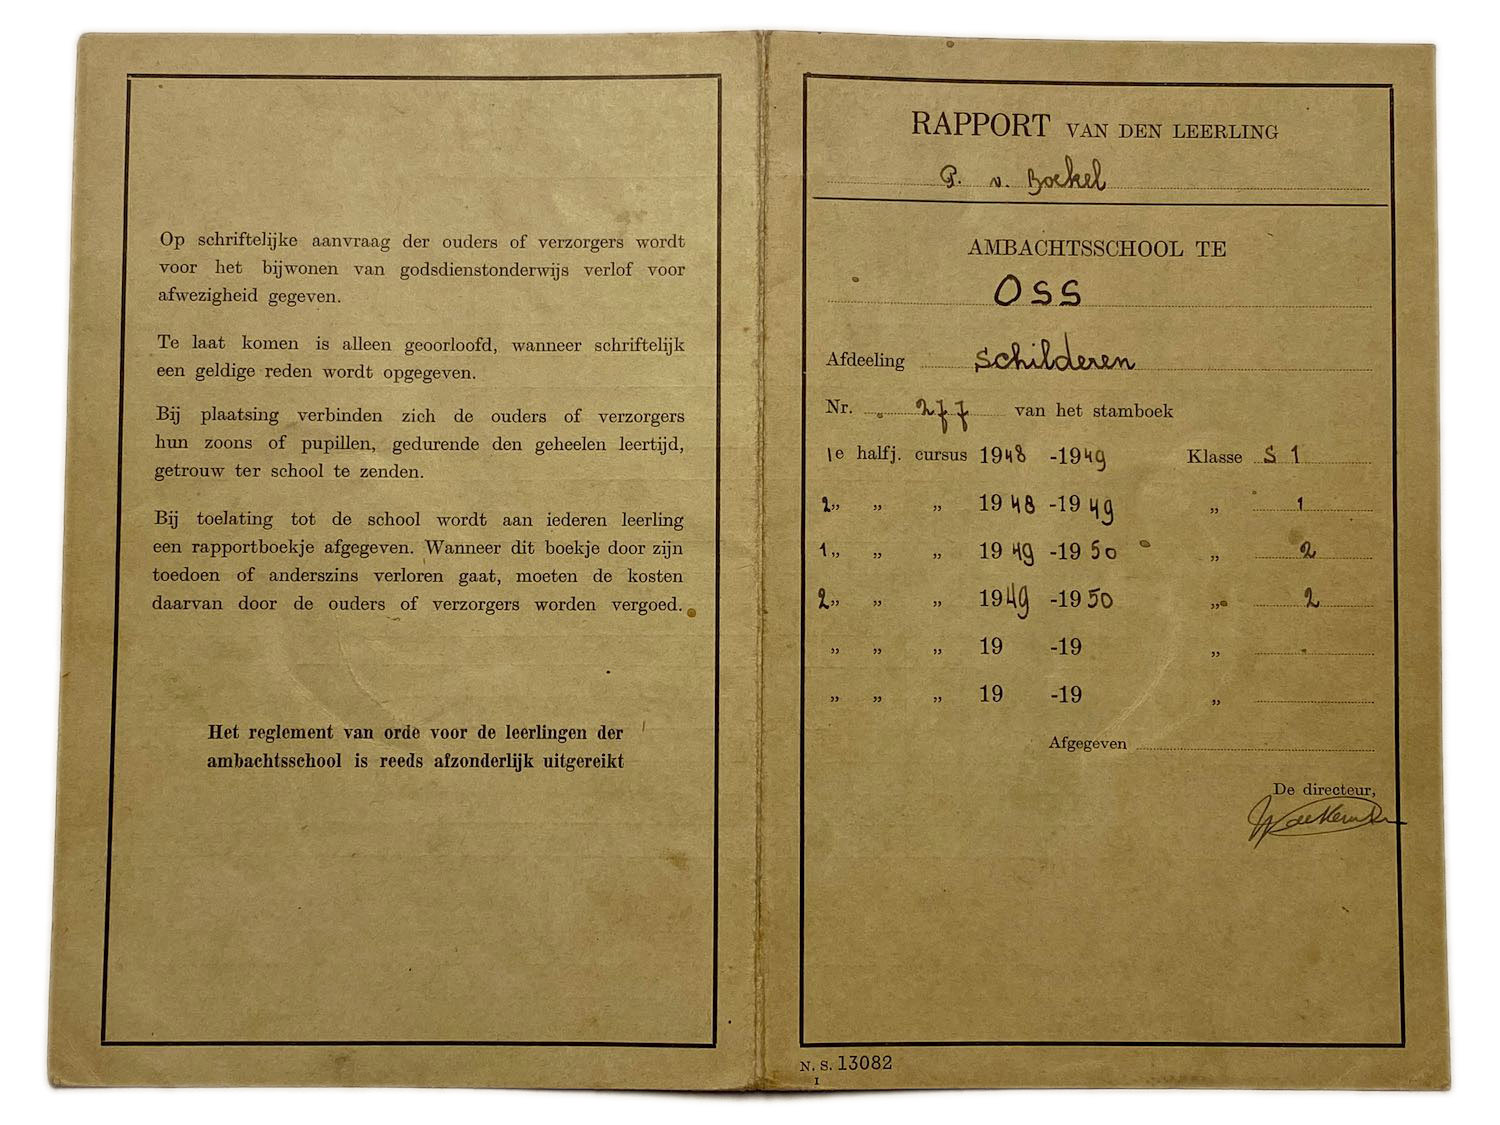 Op schriftelijke aanvraag der ouders of verzorgers wordt
voor het bijwonen van godsdienstonderwijs verlof voor
afwezigheid gegeven.
Te laat komen is alleen geoorloofd, wanneer schriftelijk
een geldige reden wordt opgegeven.
Bij plaatsing verbinden zich de ouders of verzorgers
hun zoons of pupillen, gedurende den geheelen leertijd,
getrouw ter school te zenden.
Bij toelating tot de school wordt aan iederen leerling
een rapportboekje afgegeven. Wanneer dit boekje door zijn
toedoen of anderszins verloren gaat, moeten de kosten
daarvan door de ouders of verzorgers worden vergoed.
Het reglement van orde voor de leerlingen der
ambachtsschool is reeds afzonderlijk uitgereikt
RAPPORT VAN DEN LEERLING
P. v. Boekel
AMBACHTSSCHOOL TE
OSS
Afdeeling schilderen
Nr. 277 van het stamboek
1e halfj. cursus 1948 -1949 Klasse S 1
2 „ „ „ 1948 -1949 „ 1
1 „ „ „ 1949 -1950 „ 2
2 „ „ „ 1949 -1950 „ 2
„ „ „ 19 -19 „
„ „ „ 19 -19 „
Afgegeven
De directeur,
N. S. 13082
I